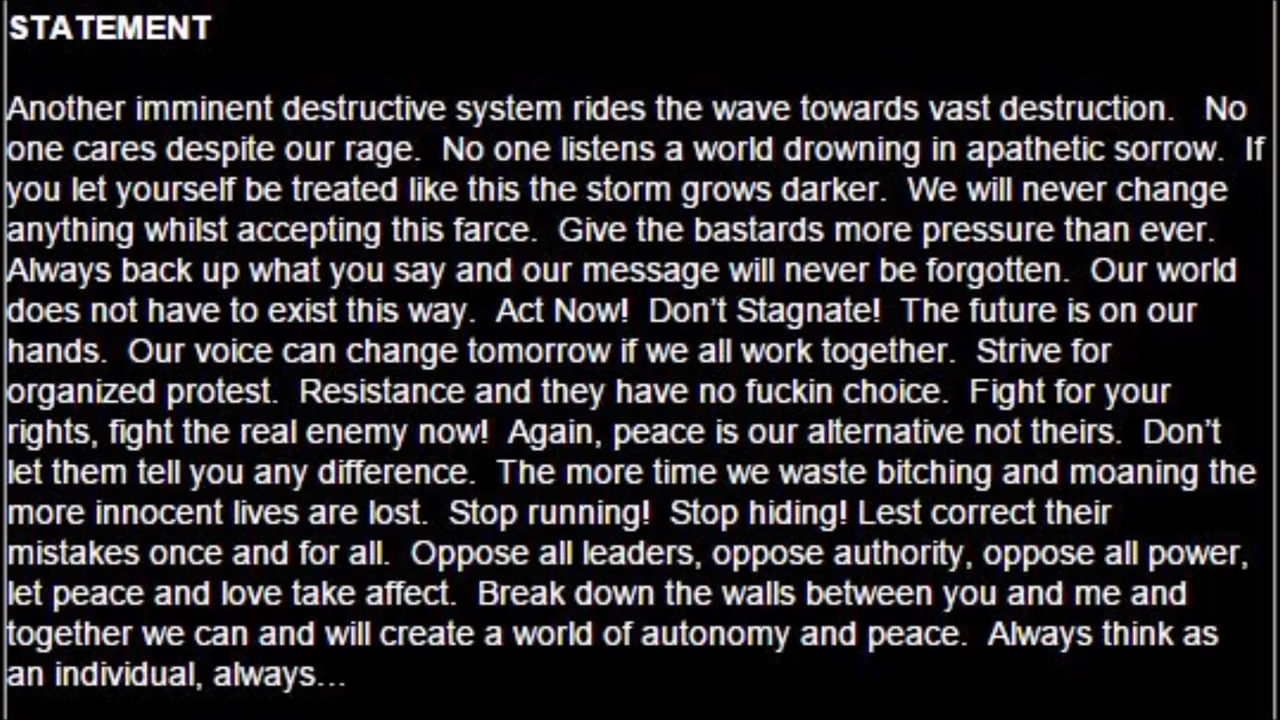 STATEMENT
Another imminent destructive system rides the wave towards vast destruction.   No
one cares despite our rage.  No one listens a world drowning in apathetic sorrow.  If
you let yourself be treated like this the storm grows darker.  We will never change
anything whilst accepting this farce.  Give the bastards more pressure than ever.
Always back up what you say and our message will never be forgotten.  Our world
does not have to exist this way.  Act Now!  Don’t Stagnate!  The future is on our
hands.  Our voice can change tomorrow if we all work together.  Strive for
organized protest.  Resistance and they have no fuckin choice.  Fight for your
rights, fight the real enemy now!  Again, peace is our alternative not theirs.  Don’t
let them tell you any difference.  The more time we waste bitching and moaning the
more innocent lives are lost.  Stop running!  Stop hiding! Lest correct their
mistakes once and for all.  Oppose all leaders, oppose authority, oppose all power,
let peace and love take affect.  Break down the walls between you and me and
together we can and will create a world of autonomy and peace.  Always think as
an individual, always…